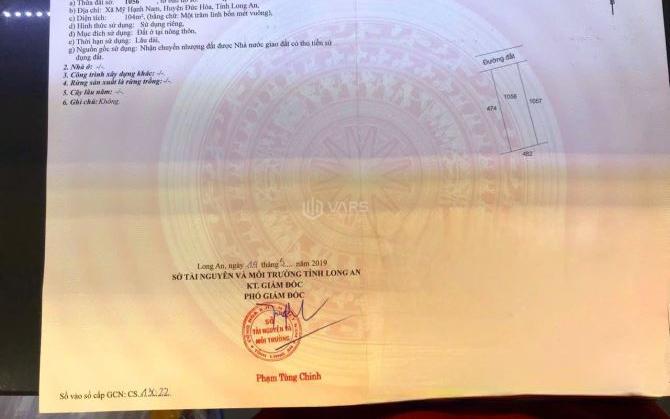 a) Thửa đất số: 1056
b) Địa chỉ: Xã Mỹ Hạnh Nam, Huyện Đức Hòa, Tỉnh Long An,
c) Diện tích: 104m², (bằng chữ: Một trăm linh bốn mét vuông),
d) Hình thức sử dụng: Sử dụng riêng,
đ) Mục đích sử dụng: Đất ở tại nông thôn,
e) Thời hạn sử dụng: Lâu dài,
g) Nguồn gốc sử dụng: Nhận chuyển nhượng đất được Nhà nước giao đất có thu tiền sử
dụng đất.
2. Nhà ở: -/-.
3. Công trình xây dựng khác: -/-.
4. Rừng sản xuất là rừng trồng: -/-.
5. Cây lâu năm: -/-.
6. Ghi chú: Không.
Đường đất
474
1056
1057
482
VARS
Long An, ngày tháng năm 2019
SỞ TÀI NGUYÊN VÀ MÔI TRƯỜNG TỈNH LONG AN
KT. GIÁM ĐỐC
PHÓ GIÁM ĐỐC
SỞ
TÀI NGUYÊN VÀ
MÔI TRƯỜNG
Phạm Tùng Chinh
Số vào sổ cấp GCN: CS